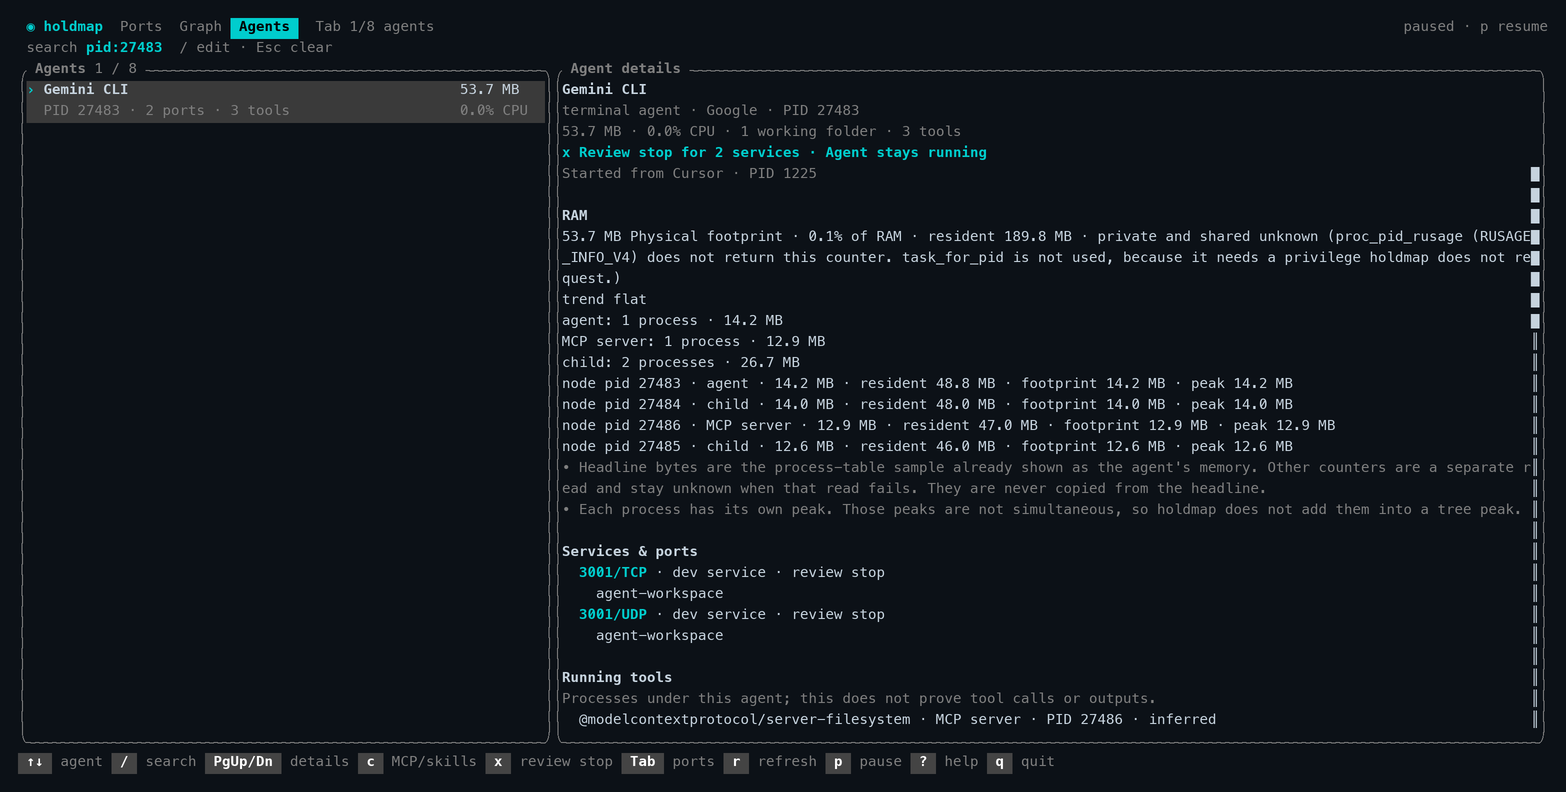 ◉ holdmap  Ports  Graph  Agents  Tab 1/8 agents  paused · p resume
search pid:27483  / edit · Esc clear
Agents 1 / 8
› Gemini CLI  53.7 MB
PID 27483 · 2 ports · 3 tools  0.0% CPU
Agent details
Gemini CLI
terminal agent · Google · PID 27483
53.7 MB · 0.0% CPU · 1 working folder · 3 tools
x Review stop for 2 services · Agent stays running
Started from Cursor · PID 1225
RAM
53.7 MB Physical footprint · 0.1% of RAM · resident 189.8 MB · private and shared unknown (proc_pid_rusage (RUSAGE
_INFO_V4) does not return this counter. task_for_pid is not used, because it needs a privilege holdmap does not re
quest.)
trend flat
agent: 1 process · 14.2 MB
MCP server: 1 process · 12.9 MB
child: 2 processes · 26.7 MB
node pid 27483 · agent · 14.2 MB · resident 48.8 MB · footprint 14.2 MB · peak 14.2 MB
node pid 27484 · child · 14.0 MB · resident 48.0 MB · footprint 14.0 MB · peak 14.0 MB
node pid 27486 · MCP server · 12.9 MB · resident 47.0 MB · footprint 12.9 MB · peak 12.9 MB
node pid 27485 · child · 12.6 MB · resident 46.0 MB · footprint 12.6 MB · peak 12.6 MB
• Headline bytes are the process-table sample already shown as the agent's memory. Other counters are a separate r
ead and stay unknown when that read fails. They are never copied from the headline.
• Each process has its own peak. Those peaks are not simultaneous, so holdmap does not add them into a tree peak.
Services & ports
3001/TCP · dev service · review stop
agent-workspace
3001/UDP · dev service · review stop
agent-workspace
Running tools
Processes under this agent; this does not prove tool calls or outputs.
@modelcontextprotocol/server-filesystem · MCP server · PID 27486 · inferred
↑↓ agent  / search  PgUp/Dn details  c MCP/skills  x review stop  Tab ports  r refresh  p pause  ? help  q quit